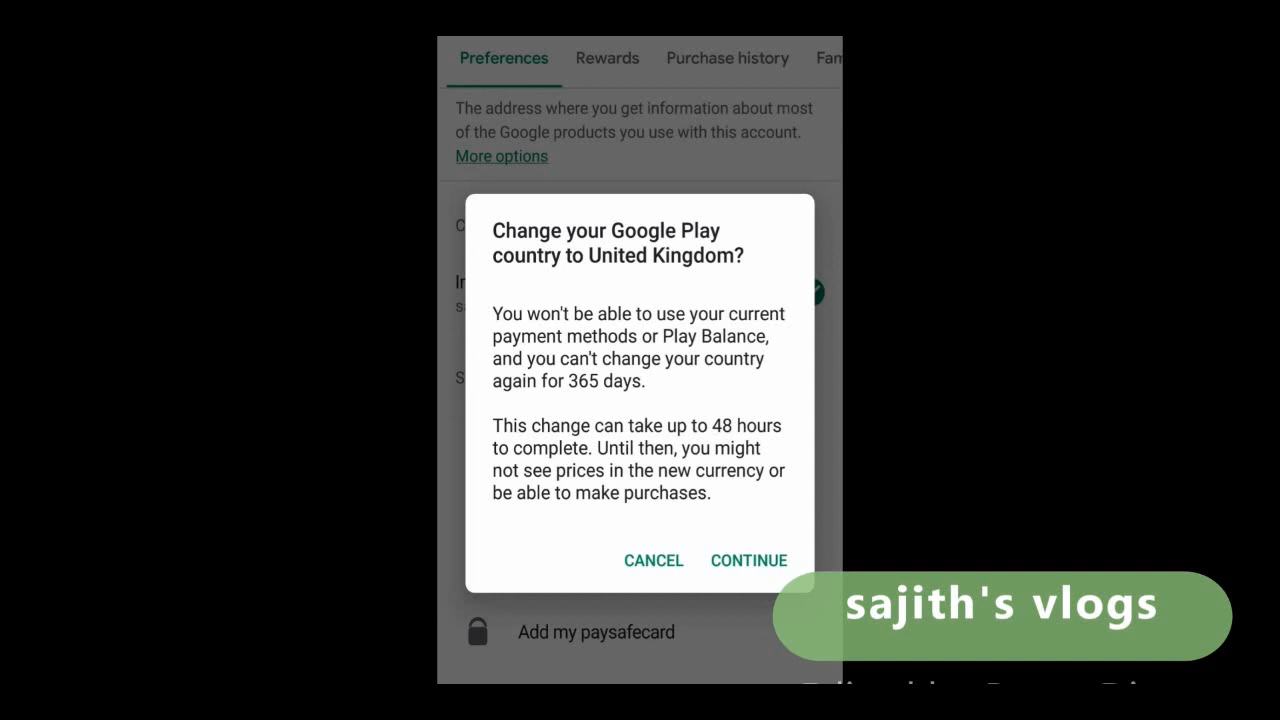 Preferences Rewards Purchase history Fam
The address where you get information about most
of the Google products you use with this account.
More options
Change your Google Play
country to United Kingdom?
You won't be able to use your current
payment methods or Play Balance,
and you can't change your country
again for 365 days.
This change can take up to 48 hours
to complete. Until then, you might
not see prices in the new currency or
be able to make purchases.
CANCEL CONTINUE
Add my paysafecard
sajith's vlogs